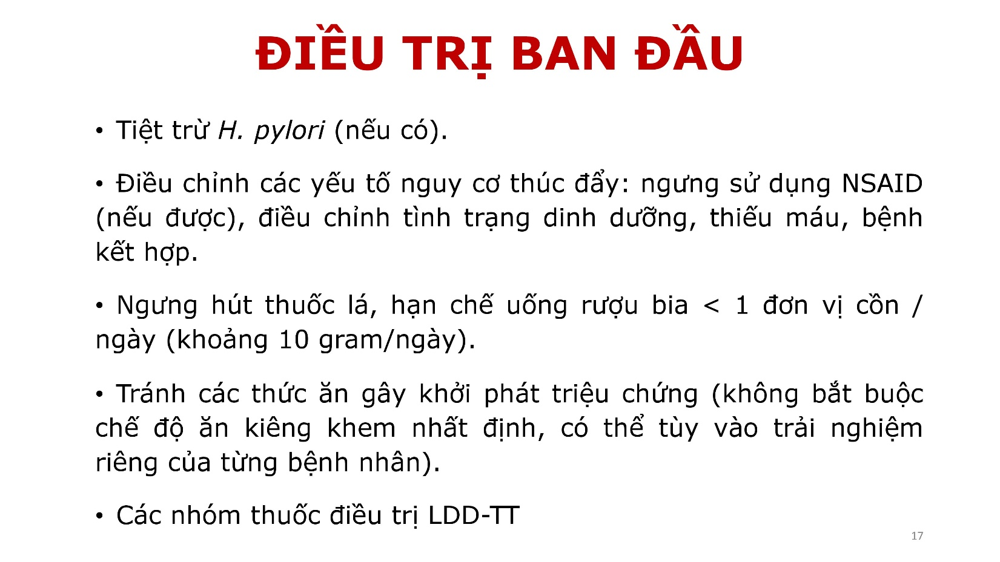 ĐIỀU TRỊ BAN ĐẦU
• Tiệt trừ H. pylori (nếu có).
• Điều chỉnh các yếu tố nguy cơ thúc đẩy: ngưng sử dụng NSAID
(nếu được), điều chỉnh tình trạng dinh dưỡng, thiếu máu, bệnh
kết hợp.
• Ngưng hút thuốc lá, hạn chế uống rượu bia < 1 đơn vị cồn /
ngày (khoảng 10 gram/ngày).
• Tránh các thức ăn gây khởi phát triệu chứng (không bắt buộc
chế độ ăn kiêng khem nhất định, có thể tùy vào trải nghiệm
riêng của từng bệnh nhân).
• Các nhóm thuốc điều trị LDD-TT
17